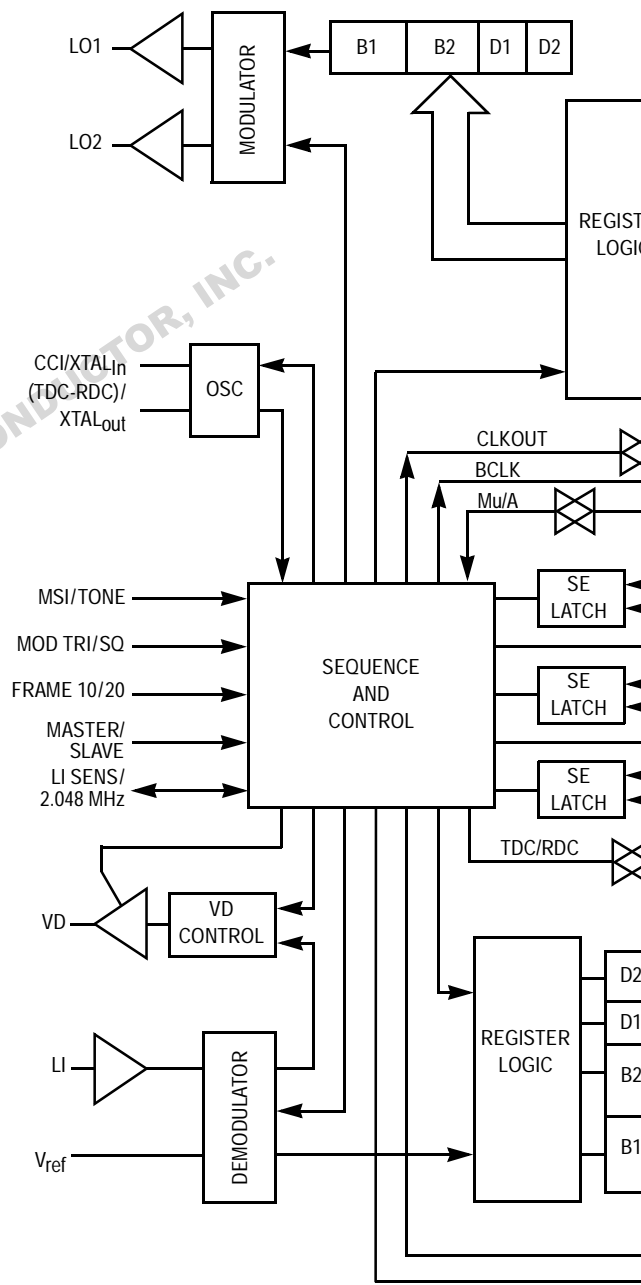 LO1
B1 B2 D1 D2
MODULATOR
LO2
LOGIC
INC.
CCI/XTALIn
(TDC-RDC)/
XTALout
OSC
CLKOUT
BCLK
Mu/A
MSI/TONE
SE
LATCH
MOD TRI/SQ
SEQUENCE
AND
CONTROL
FRAME 10/20
SE
LATCH
MASTER/
SLAVE
LI SENS/
2.048 MHz
SE
LATCH
TDC/RDC
VD
VD
CONTROL
D2
D1
B2
B1
REGISTER
LOGIC
LI
DEMODULATOR
Vref